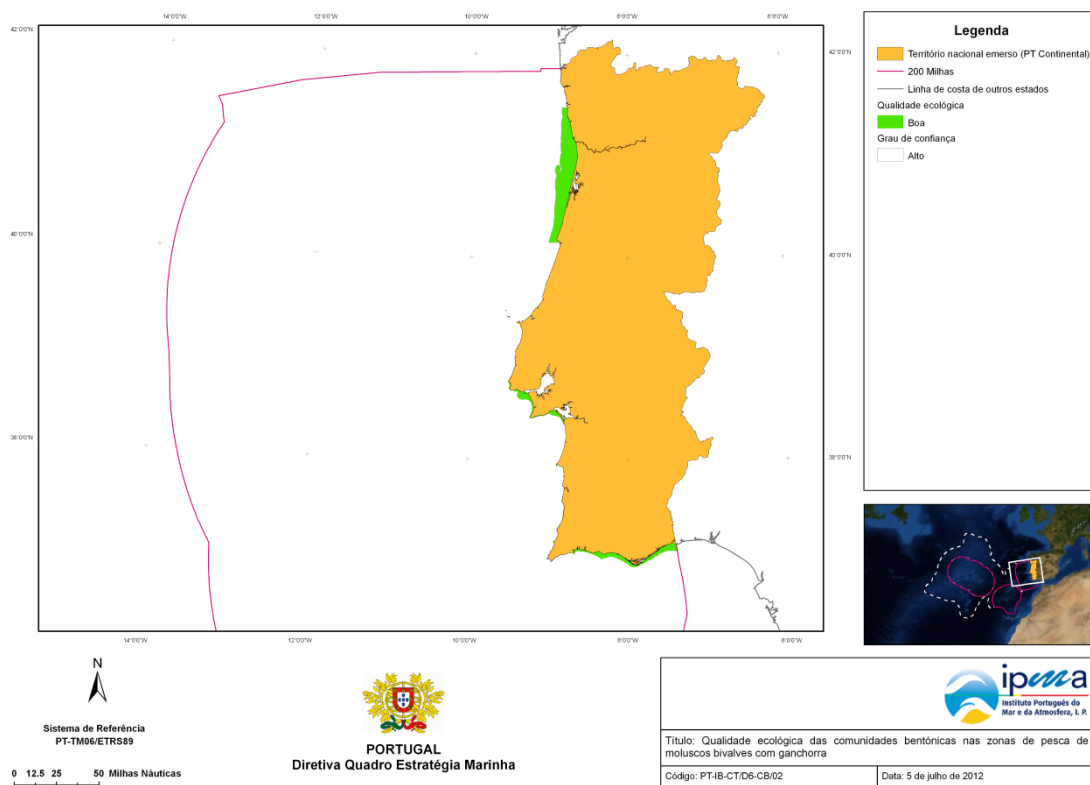 14°0'0"W
12°0'0"W
10°0'0"W
8°0'0"W
6°0'0"W
42°0'0"N
42°0'0"N
40°0'0"N
40°0'0"N
38°0'0"N
38°0'0"N
14°0'0"W
12°0'0"W
10°0'0"W
8°0'0"W
6°0'0"W
Legenda
Território nacional emerso (PT Continental)
200 Milhas
Linha de costa de outros estados
Qualidade ecológica
Boa
Grau de confiança
Alto
N
Sistema de Referência
PT-TM06/ETRS89
0 12.5 25 50 Milhas Náuticas
PORTUGAL
Diretiva Quadro Estratégia Marinha
ipma
Instituto Português do
Mar e da Atmosfera, I. P.
Título: Qualidade ecológica das comunidades bentónicas nas zonas de pesca de
moluscos bivalves com ganchorra
Código: PT-IB-CT/D6-CB/02
Data: 5 de julho de 2012